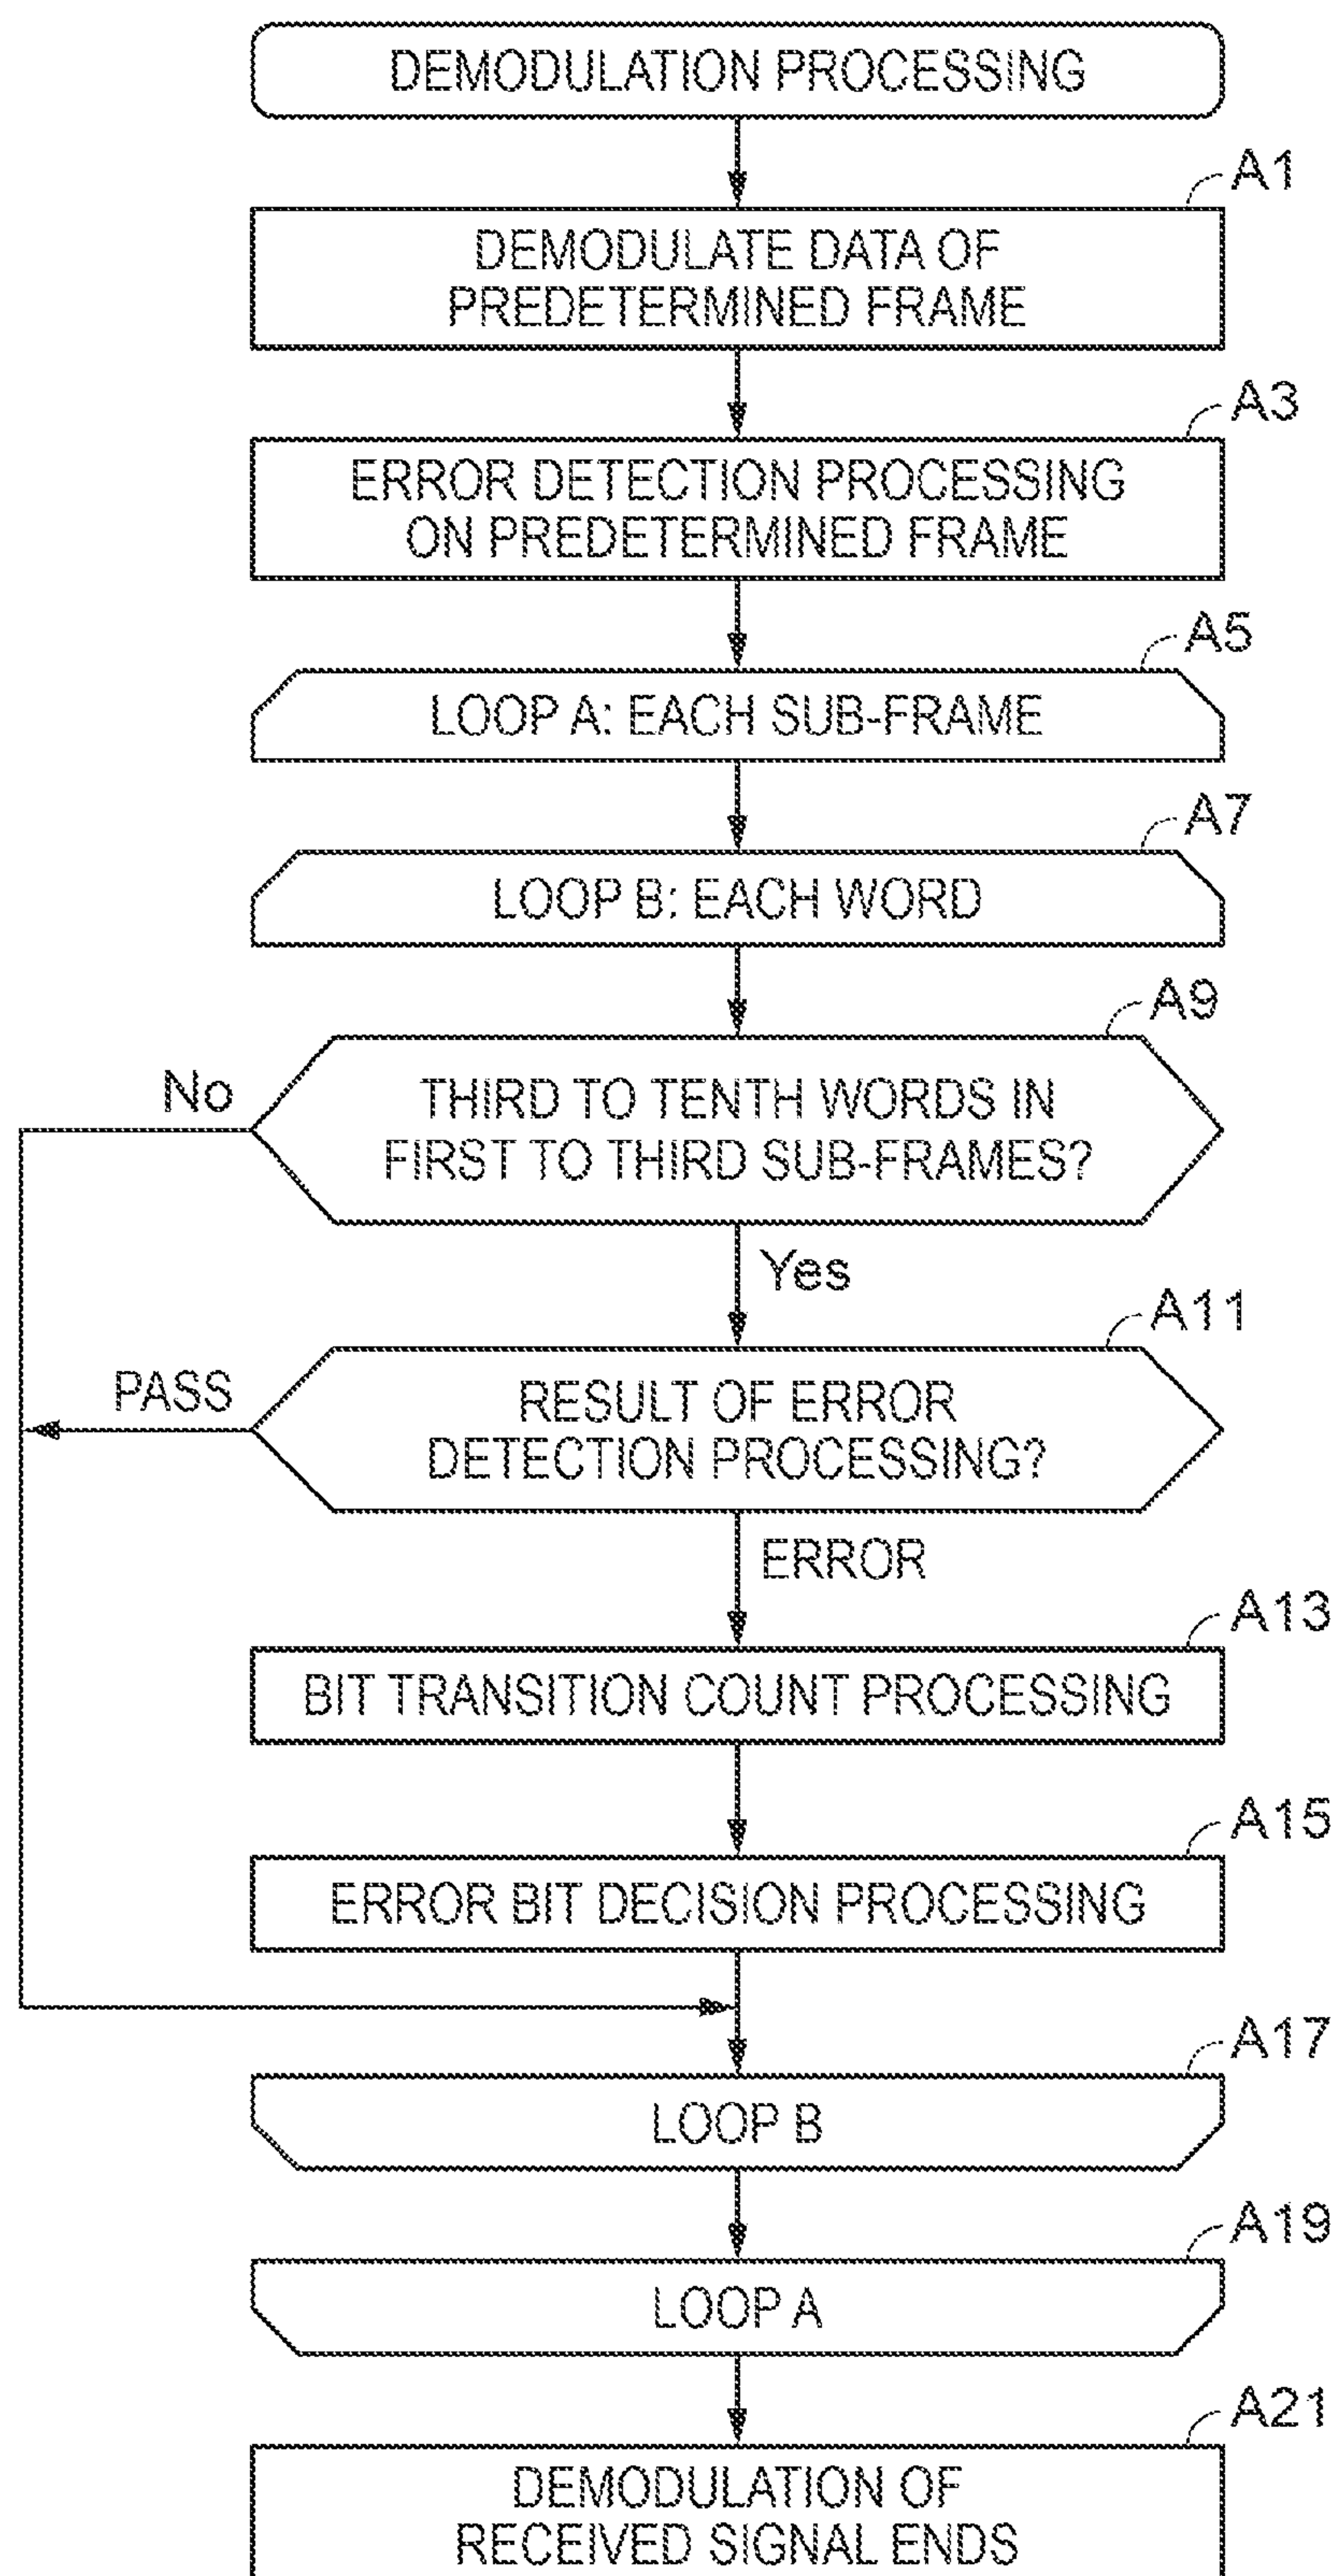 DEMODULATION PROCESSING
A1
DEMODULATE DATA OF
PREDETERMINED FRAME
A3
ERROR DETECTION PROCESSING
ON PREDETERMINED FRAME
A5
LOOP A: EACH SUB-FRAME
A7
LOOP B: EACH WORD
A9
No
THIRD TO TENTH WORDS IN
FIRST TO THIRD SUB-FRAMES?
Yes
A11
PASS
RESULT OF ERROR
DETECTION PROCESSING?
ERROR
A13
BIT TRANSITION COUNT PROCESSING
A15
ERROR BIT DECISION PROCESSING
A17
LOOP B
A19
LOOP A
A21
DEMODULATION OF
RECEIVED SIGNAL ENDS